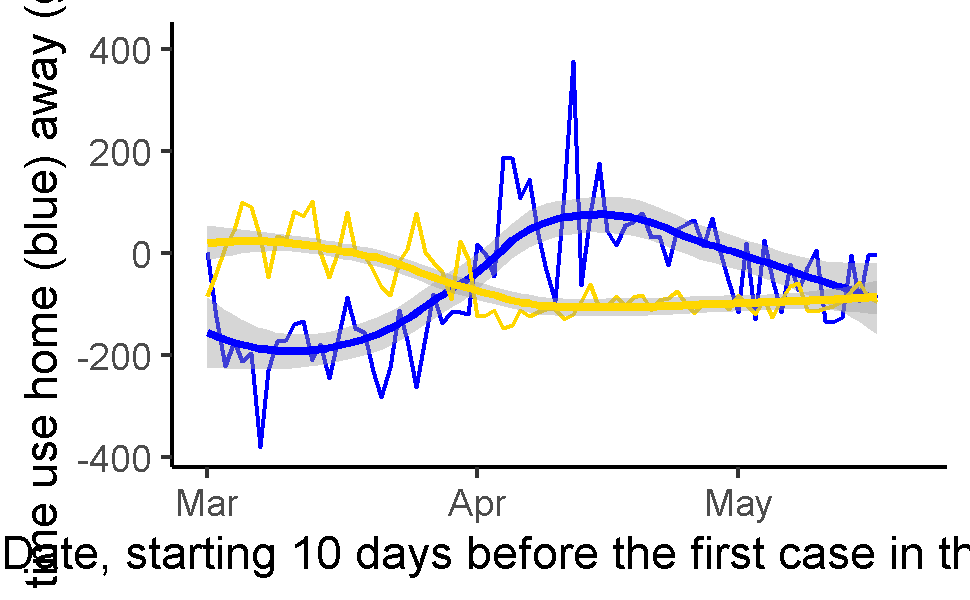 time use home (blue) away (
400
200
0
-200
-400
Mar Apr May
Date, starting 10 days before the first case in th